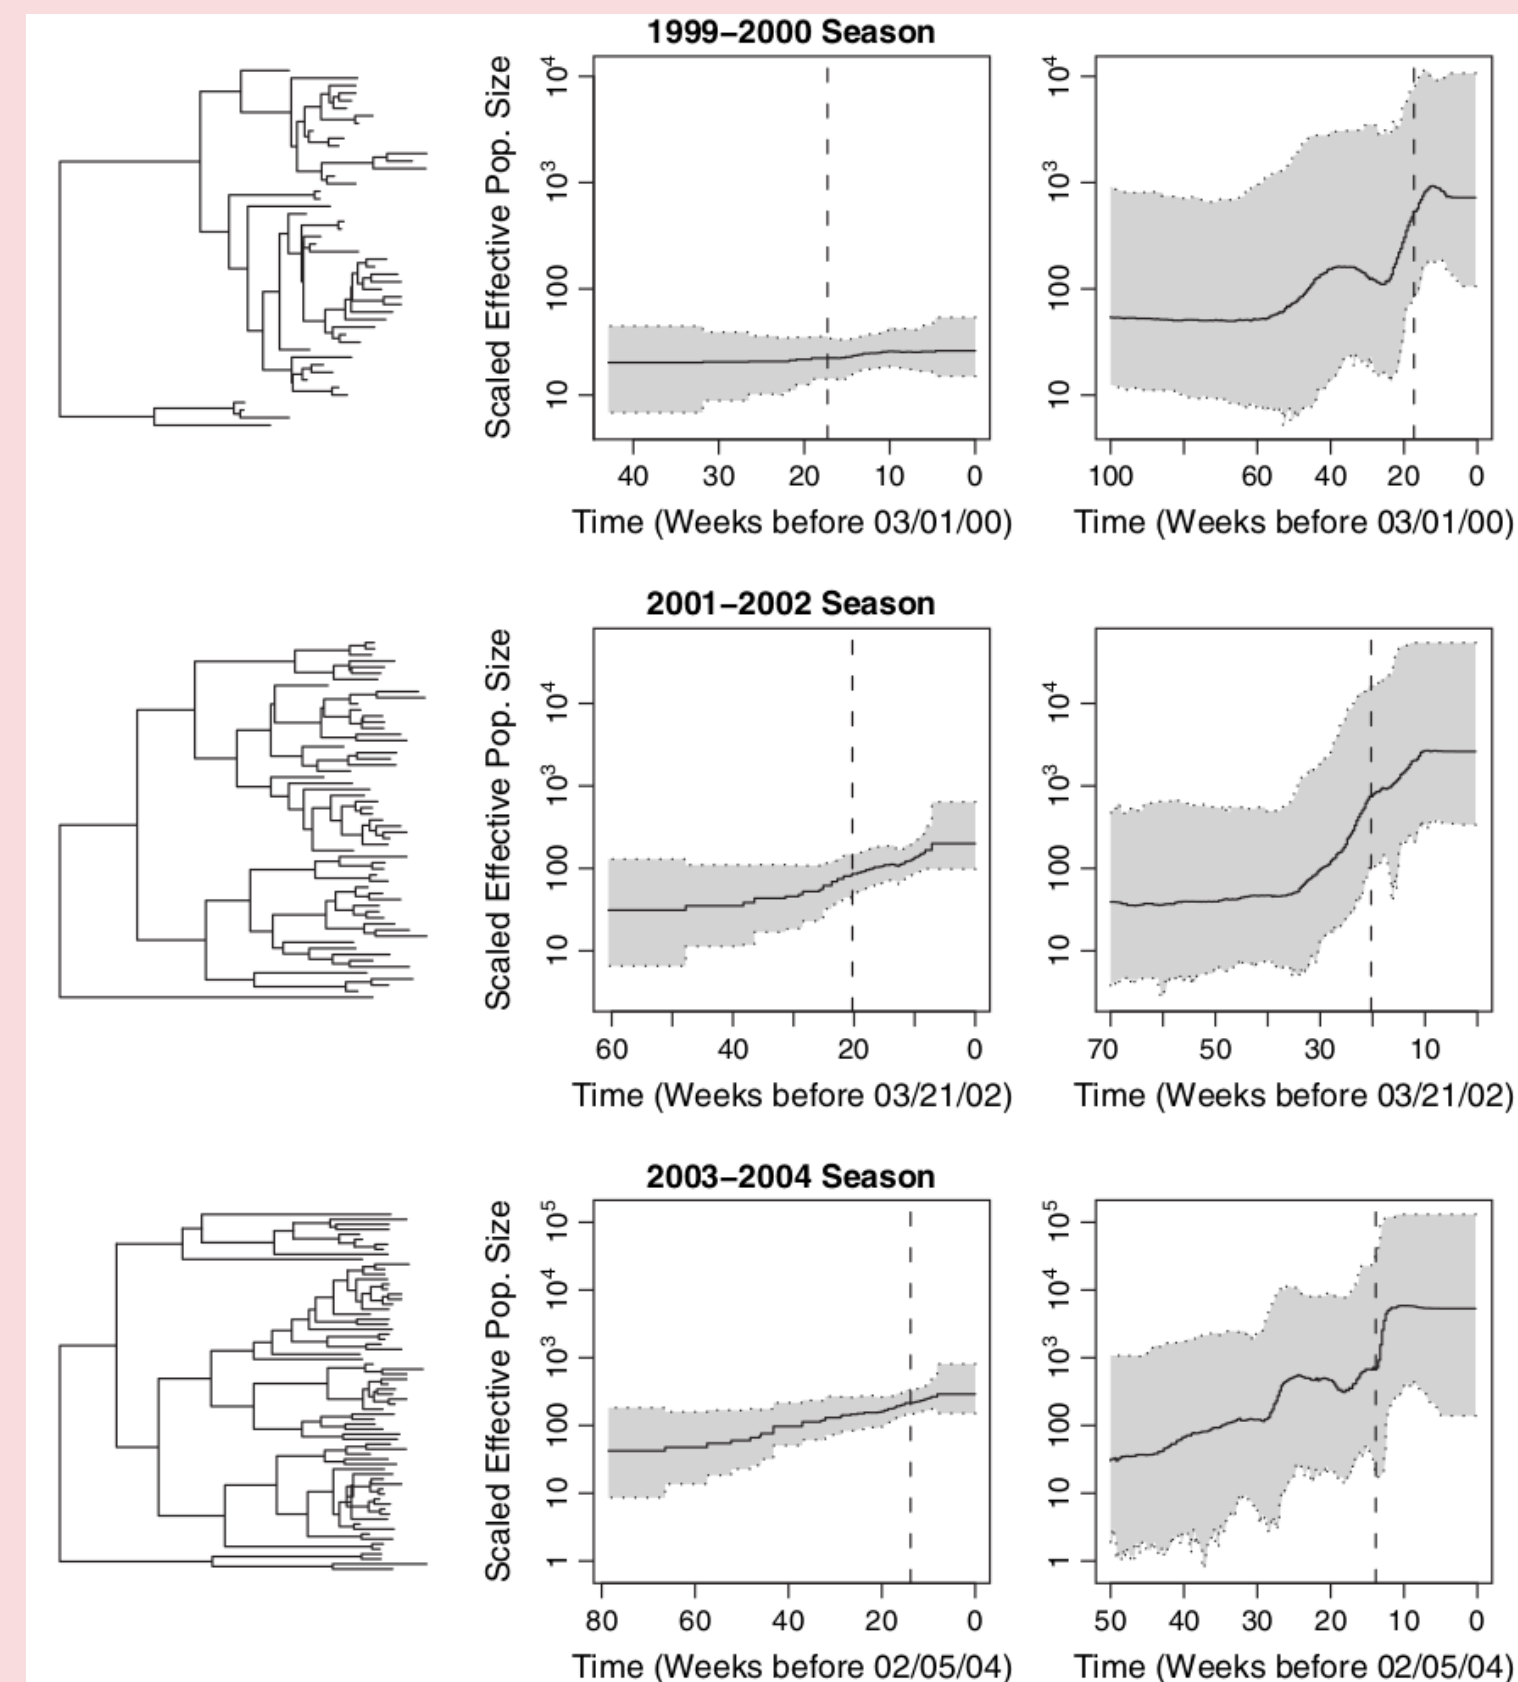 1999–2000 Season
Scaled Effective Pop. Size
10⁴
10³
100
10
40 30 20 10 0
Time (Weeks before 03/01/00)
10⁴
10³
100
10
100 60 40 20 0
Time (Weeks before 03/01/00)
2001–2002 Season
Scaled Effective Pop. Size
10⁴
10³
100
10
60 40 20 0
Time (Weeks before 03/21/02)
10⁴
10³
100
10
70 50 30 10
Time (Weeks before 03/21/02)
2003–2004 Season
Scaled Effective Pop. Size
10⁵
10⁴
10³
100
10
1
80 60 40 20 0
Time (Weeks before 02/05/04)
10⁵
10⁴
10³
100
10
1
50 40 30 20 10 0
Time (Weeks before 02/05/04)